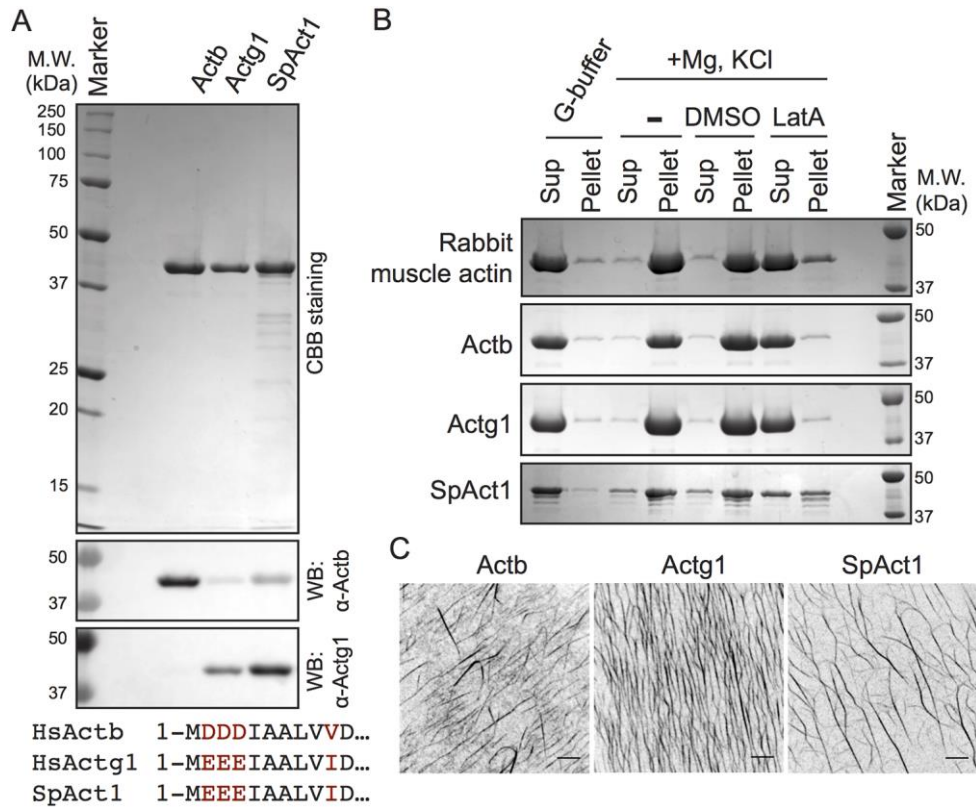 A
M.W.
(kDa)
Marker
Actb
Actg1
SpAct1
250
150
100
75
50
37
25
20
15
CBB staining
50
37
WB:
α-Actb
50
37
WB:
α-Actg1
HsActb 1-MDDDIAALVVD…
HsActg1 1-MEEEIAALVID…
SpAct1 1-MEEEIAALVID…
B
G-buffer
+Mg, KCl
- DMSO LatA
Sup Pellet Sup Pellet Sup Pellet Sup Pellet Marker
M.W.
(kDa)
Rabbit
muscle actin
50
37
Actb
50
37
Actg1
50
37
SpAct1
50
37
C
Actb Actg1 SpAct1